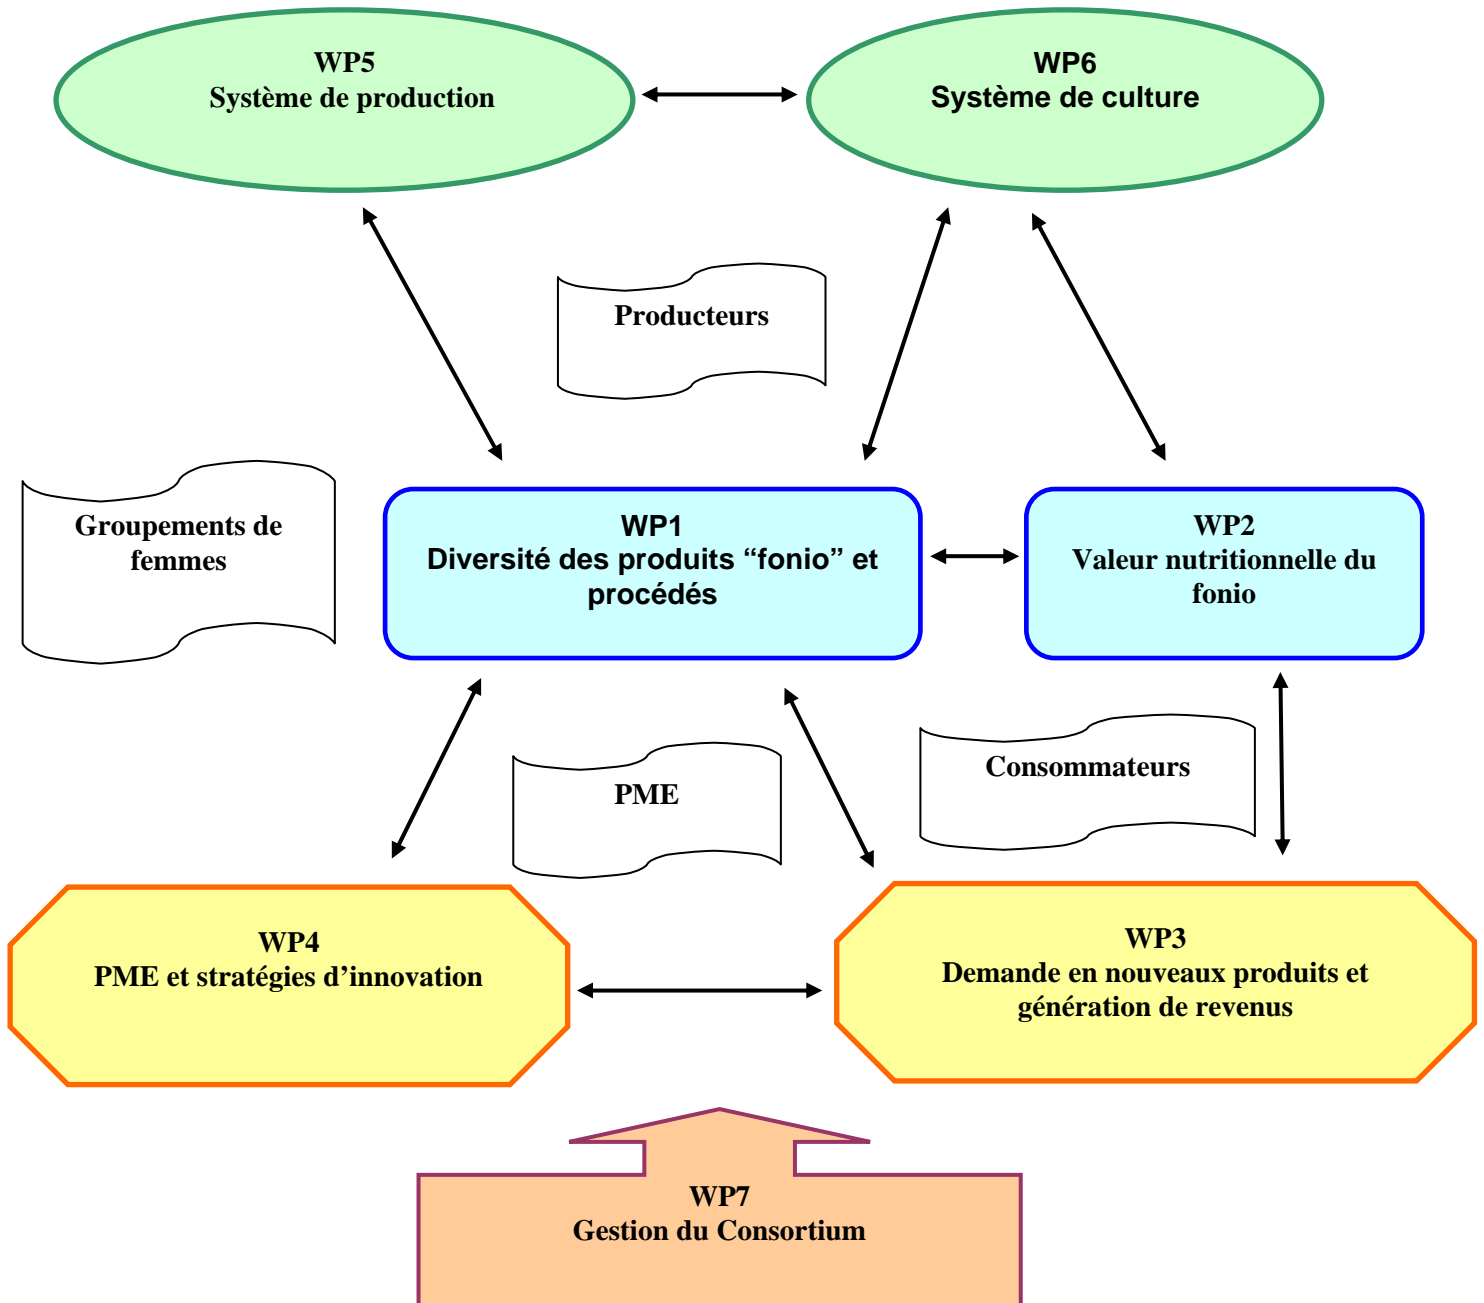 WP5
Système de production
WP6
Système de culture
Producteurs
Groupements de
femmes
WP1
Diversité des produits “fonio” et
procédés
WP2
Valeur nutritionnelle du
fonio
PME
Consommateurs
WP4
PME et stratégies d’innovation
WP3
Demande en nouveaux produits et
génération de revenus
WP7
Gestion du Consortium